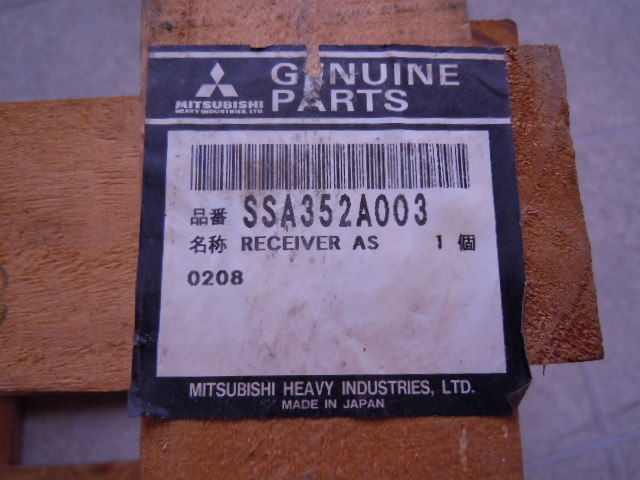 GENUINE
PARTS
MITSUBISHI
HEAVY INDUSTRIES, LTD.
品番 SSA352A003
名称 RECEIVER AS 1 個
0208
MITSUBISHI HEAVY INDUSTRIES, LTD.
MADE IN JAPAN